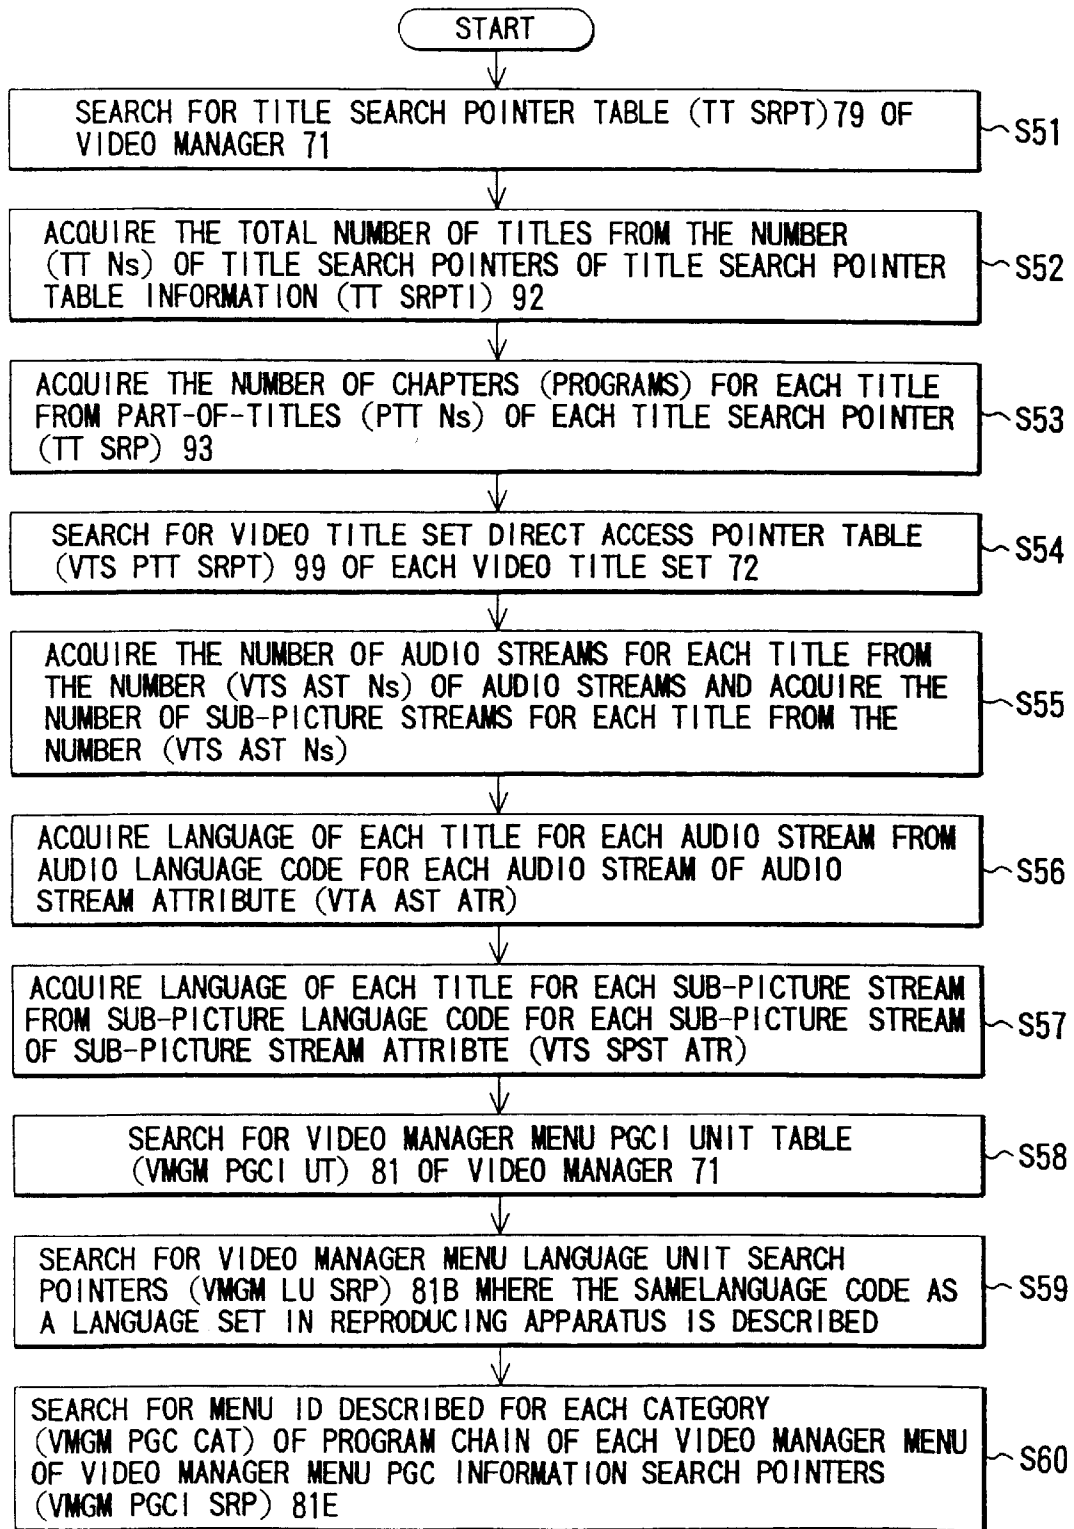 START
SEARCH FOR TITLE SEARCH POINTER TABLE (TT SRPT)79 OF
VIDEO MANAGER 71
S51
ACQUIRE THE TOTAL NUMBER OF TITLES FROM THE NUMBER
(TT Ns) OF TITLE SEARCH POINTERS OF TITLE SEARCH POINTER
TABLE INFORMATION (TT SRPTI) 92
S52
ACQUIRE THE NUMBER OF CHAPTERS (PROGRAMS) FOR EACH TITLE
FROM PART-OF-TITLES (PTT Ns) OF EACH TITLE SEARCH POINTER
(TT SRP) 93
S53
SEARCH FOR VIDEO TITLE SET DIRECT ACCESS POINTER TABLE
(VTS PTT SRPT) 99 OF EACH VIDEO TITLE SET 72
S54
ACQUIRE THE NUMBER OF AUDIO STREAMS FOR EACH TITLE FROM
THE NUMBER (VTS AST Ns) OF AUDIO STREAMS AND ACQUIRE THE
NUMBER OF SUB-PICTURE STREAMS FOR EACH TITLE FROM THE
NUMBER (VTS AST Ns)
S55
ACQUIRE LANGUAGE OF EACH TITLE FOR EACH AUDIO STREAM FROM
AUDIO LANGUAGE CODE FOR EACH AUDIO STREAM OF AUDIO
STREAM ATTRIBUTE (VTA AST ATR)
S56
ACQUIRE LANGUAGE OF EACH TITLE FOR EACH SUB-PICTURE STREAM
FROM SUB-PICTURE LANGUAGE CODE FOR EACH SUB-PICTURE STREAM
OF SUB-PICTURE STREAM ATTRIBTE (VTS SPST ATR)
S57
SEARCH FOR VIDEO MANAGER MENU PGCI UNIT TABLE
(VMGM PGCI UT) 81 OF VIDEO MANAGER 71
S58
SEARCH FOR VIDEO MANAGER MENU LANGUAGE UNIT SEARCH
POINTERS (VMGM LU SRP) 81B WHERE THE SAMELANGUAGE CODE AS
A LANGUAGE SET IN REPRODUCING APPARATUS IS DESCRIBED
S59
SEARCH FOR MENU ID DESCRIBED FOR EACH CATEGORY
(VMGM PGC CAT) OF PROGRAM CHAIN OF EACH VIDEO MANAGER MENU
OF VIDEO MANAGER MENU PGC INFORMATION SEARCH POINTERS
(VMGM PGCI SRP) 81E
S60